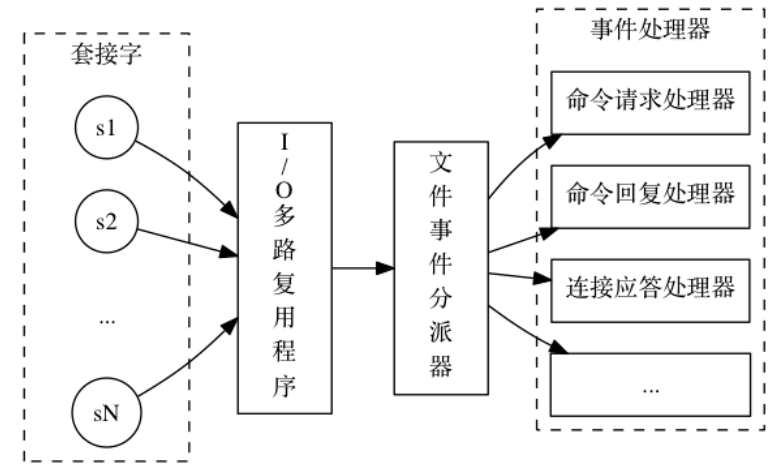 套接字
s1
s2
...
sN
I/O多路复用程序
文件事件分派器
事件处理器
命令请求处理器
命令回复处理器
连接应答处理器
...